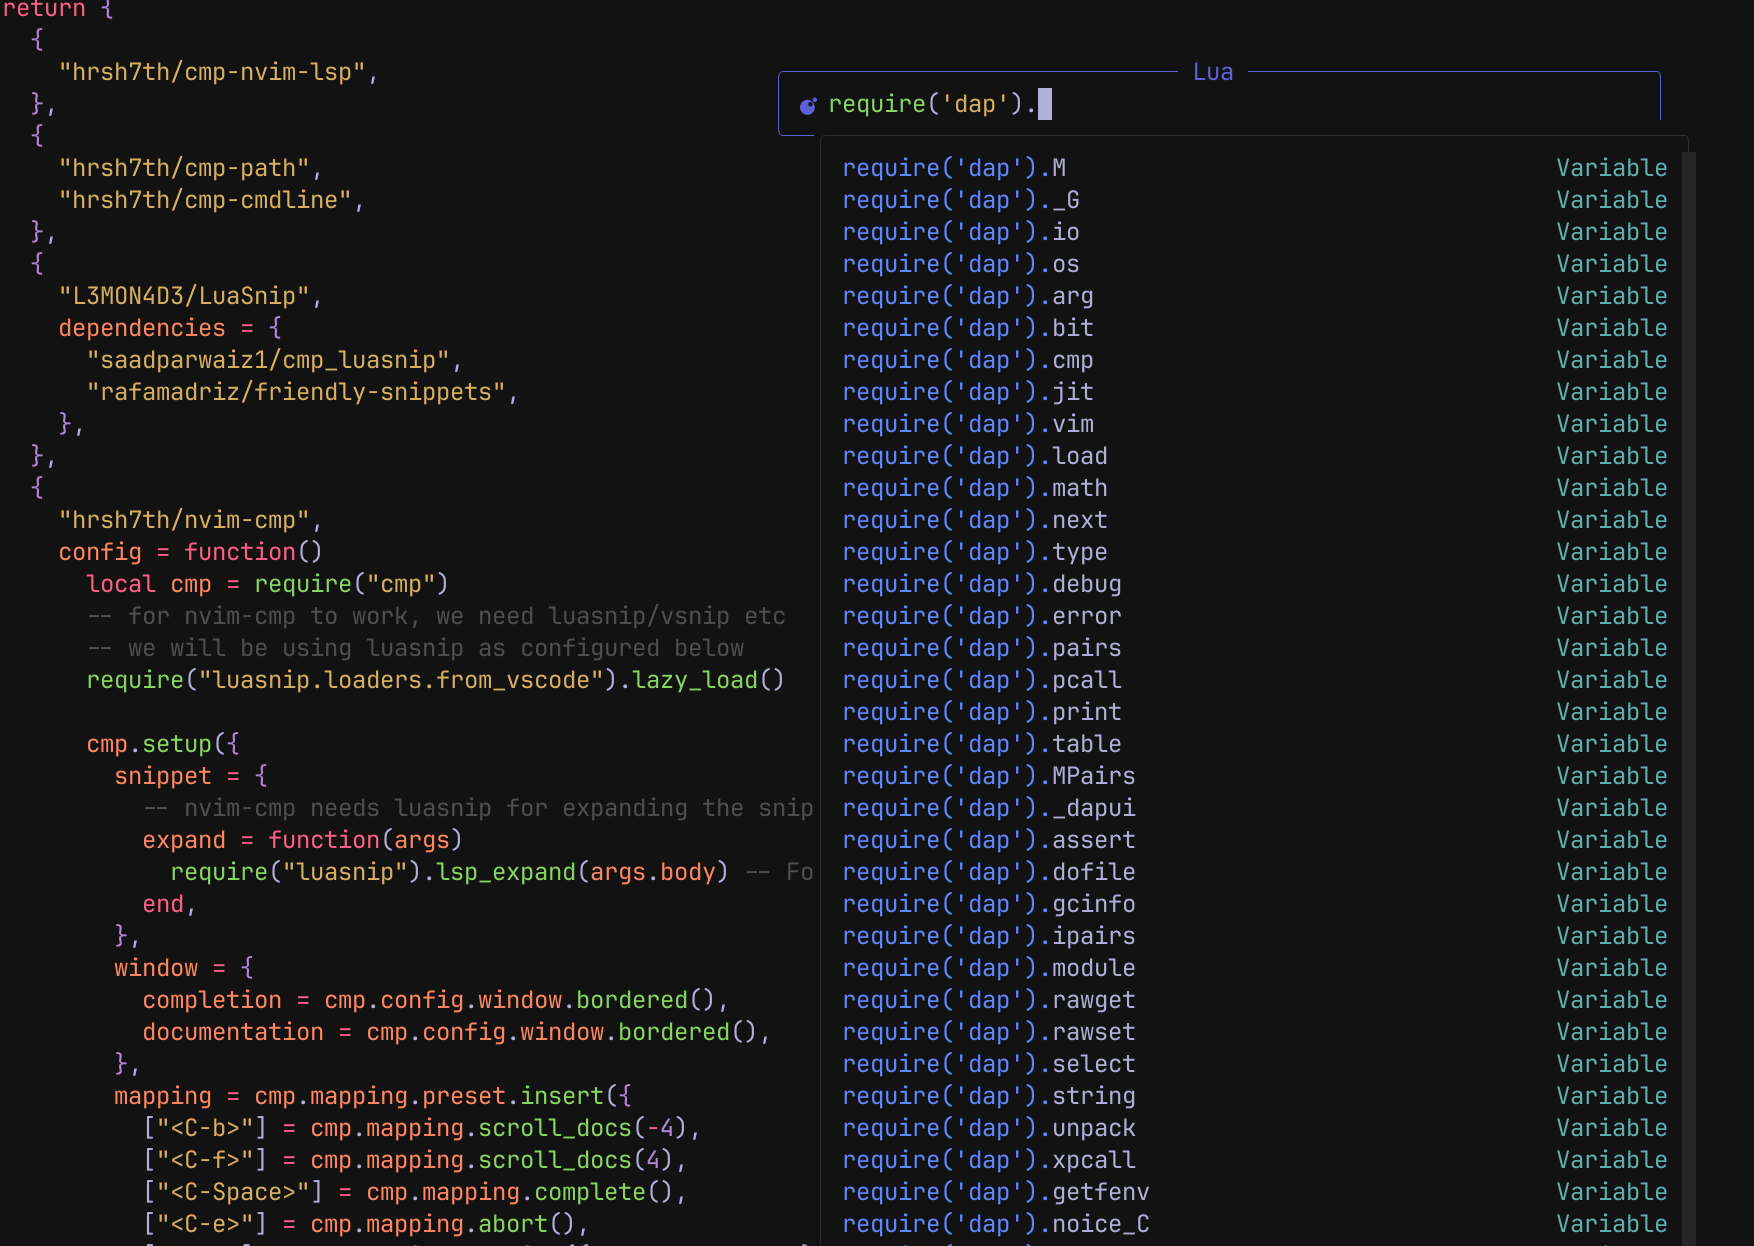 return {
  {
    "hrsh7th/cmp-nvim-lsp",
  },
  {
    "hrsh7th/cmp-path",
    "hrsh7th/cmp-cmdline",
  },
  {
    "L3MON4D3/LuaSnip",
    dependencies = {
      "saadparwaiz1/cmp_luasnip",
      "rafamadriz/friendly-snippets",
    },
  },
  {
    "hrsh7th/nvim-cmp",
    config = function()
      local cmp = require("cmp")
      -- for nvim-cmp to work, we need luasnip/vsnip etc
      -- we will be using luasnip as configured below
      require("luasnip.loaders.from_vscode").lazy_load()

      cmp.setup({
        snippet = {
          -- nvim-cmp needs luasnip for expanding the snip
          expand = function(args)
            require("luasnip").lsp_expand(args.body) -- Fo
          end,
        },
        window = {
          completion = cmp.config.window.bordered(),
          documentation = cmp.config.window.bordered(),
        },
        mapping = cmp.mapping.preset.insert({
          ["<C-b>"] = cmp.mapping.scroll_docs(-4),
          ["<C-f>"] = cmp.mapping.scroll_docs(4),
          ["<C-Space>"] = cmp.mapping.complete(),
          ["<C-e>"] = cmp.mapping.abort(),
Lua
require('dap').
require('dap').M Variable
require('dap')._G Variable
require('dap').io Variable
require('dap').os Variable
require('dap').arg Variable
require('dap').bit Variable
require('dap').cmp Variable
require('dap').jit Variable
require('dap').vim Variable
require('dap').load Variable
require('dap').math Variable
require('dap').next Variable
require('dap').type Variable
require('dap').debug Variable
require('dap').error Variable
require('dap').pairs Variable
require('dap').pcall Variable
require('dap').print Variable
require('dap').table Variable
require('dap').MPairs Variable
require('dap')._dapui Variable
require('dap').assert Variable
require('dap').dofile Variable
require('dap').gcinfo Variable
require('dap').ipairs Variable
require('dap').module Variable
require('dap').rawget Variable
require('dap').rawset Variable
require('dap').select Variable
require('dap').string Variable
require('dap').unpack Variable
require('dap').xpcall Variable
require('dap').getfenv Variable
require('dap').noice_C Variable